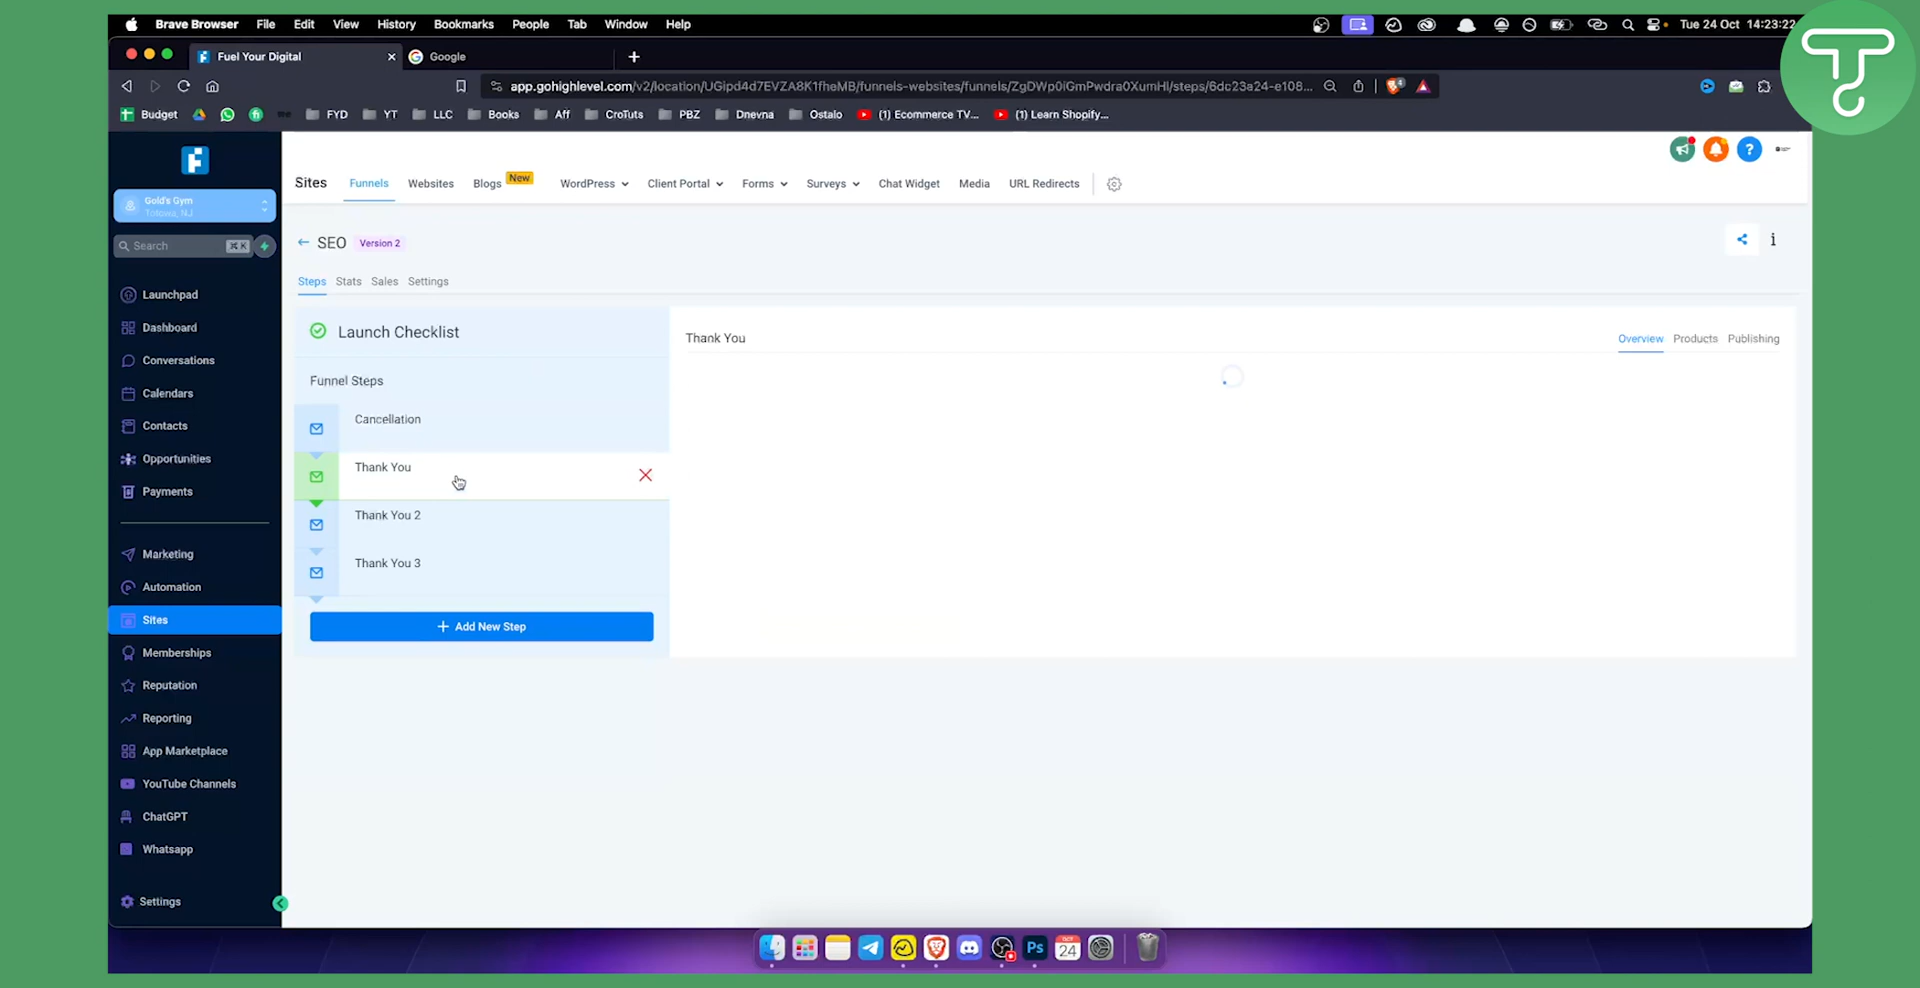 Brave Browser File Edit View History Bookmarks People Tab Window Help Tue 24 Oct 14:23:22
Fuel Your Digital Google
app.gohighlevel.com/v2/location/UGipd4d7EVZA8K1fheMB/funnels-websites/funnels/ZgDWp0iGmPwdra0XumHl/steps/6dc23a24-e108...
Budget FYD YT LLC Books Aff CroTuts PBZ Dnevna Ostalo (1) Ecommerce TV... (1) Learn Shopify...
Sites Funnels Websites Blogs New WordPress Client Portal Forms Surveys Chat Widget Media URL Redirects
Gold's Gym
Totowa, NJ
Search ⌘K
Launchpad
Dashboard
Conversations
Calendars
Contacts
Opportunities
Payments
Marketing
Automation
Sites
Memberships
Reputation
Reporting
App Marketplace
YouTube Channels
ChatGPT
Whatsapp
Settings
SEO Version 2
Steps Stats Sales Settings
Launch Checklist
Funnel Steps
Cancellation
Thank You
Thank You 2
Thank You 3
+ Add New Step
Thank You Overview Products Publishing
Ps OCT 24